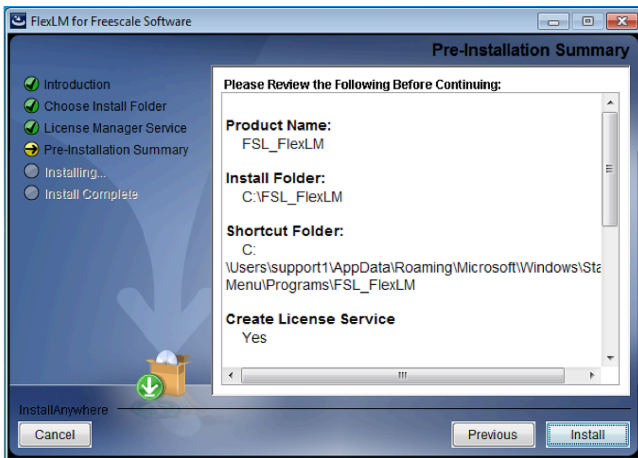 FlexLM for Freescale Software
Pre-Installation Summary
Introduction
Choose Install Folder
License Manager Service
Pre-Installation Summary
Installing...
Install Complete
Please Review the Following Before Continuing:
Product Name:
FSL_FlexLM
Install Folder:
C:\FSL_FlexLM
Shortcut Folder:
C:
\Users\support1\AppData\Roaming\Microsoft\Windows\Sta
Menu\Programs\FSL_FlexLM
Create License Service
Yes
InstallAnywhere
Cancel
Previous
Install